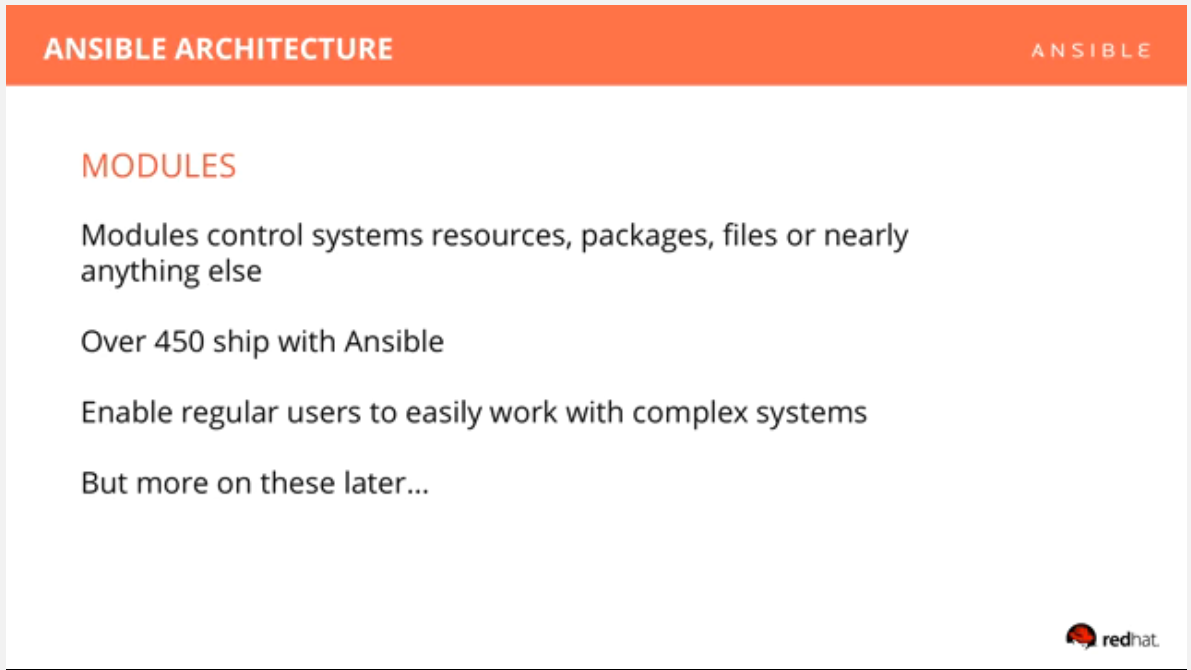 ANSIBLE ARCHITECTURE
ANSIBLE
MODULES
Modules control systems resources, packages, files or nearly
anything else
Over 450 ship with Ansible
Enable regular users to easily work with complex systems
But more on these later...
redhat.